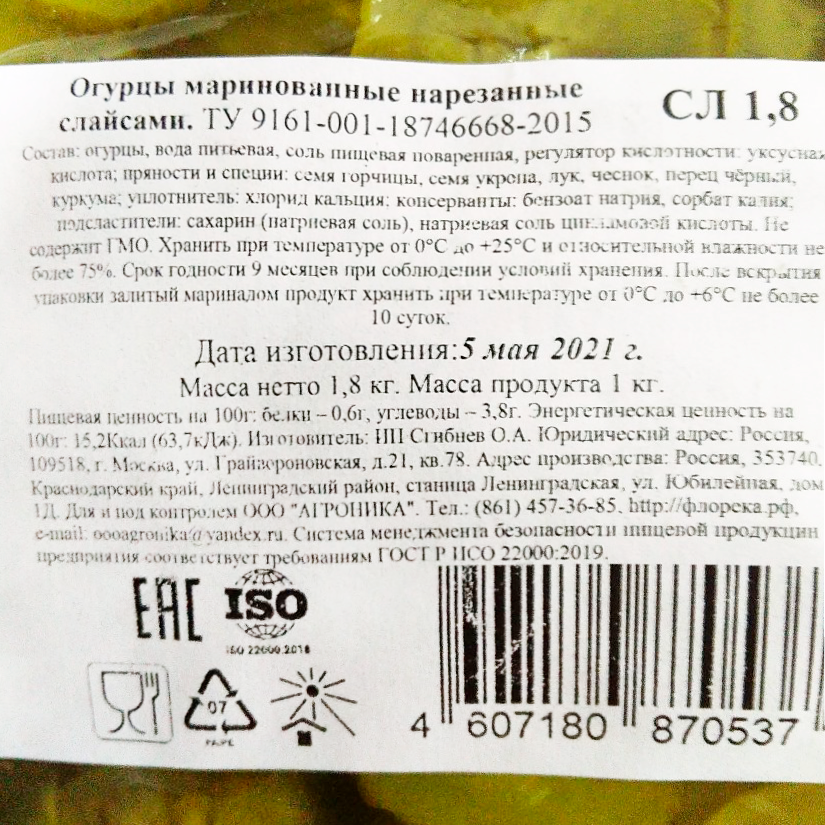 Огурцы маринованные нарезанные
слайсами. ТУ 9161-001-18746668-2015
СЛ 1,8
Состав: огурцы, вода питьевая, соль пищевая поваренная, регулятор кислотности: уксусная
кислота; пряности и специи: семя горчицы, семя укропа, лук, чеснок, перец чёрный,
куркума; уплотнитель: хлорид кальция; консерванты: бензоат натрия, сорбат калия;
подсластители: сахарин (натриевая соль), натриевая соль цикламовой кислоты. Не
содержит ГМО. Хранить при температуре от 0°С до +25°С и относительной влажности не
более 75%. Срок годности 9 месяцев при соблюдении условий хранения. После вскрытия
упаковки залитый маринадом продукт хранить при температуре от 0°С до +6°С не более
10 суток.
Дата изготовления:5 мая 2021 г.
Масса нетто 1,8 кг. Масса продукта 1 кг.
Пищевая ценность на 100г: белки – 0,6г, углеводы – 3,8г. Энергетическая ценность на
100г: 15,2Ккал (63,7кДж). Изготовитель: ИП Сгибнев О.А. Юридический адрес: Россия,
109518, г. Москва, ул. Грайвороновская, д.21, кв.78. Адрес производства: Россия, 353740,
Краснодарский край, Ленинградский район, станица Ленинградская, ул. Юбилейная, дом
1Д. Для и под контролем ООО "АГРОНИКА". Тел.: (861) 457-36-85, http://флорека.рф,
e-mail: oooagronika@yandex.ru. Система менеджмента безопасности пищевой продукции
предприятия соответствует требованиям ГОСТ Р ИСО 22000:2019.
ЕАС
ISO
ISO 22000:2018
07
PAP
4 607180 870537